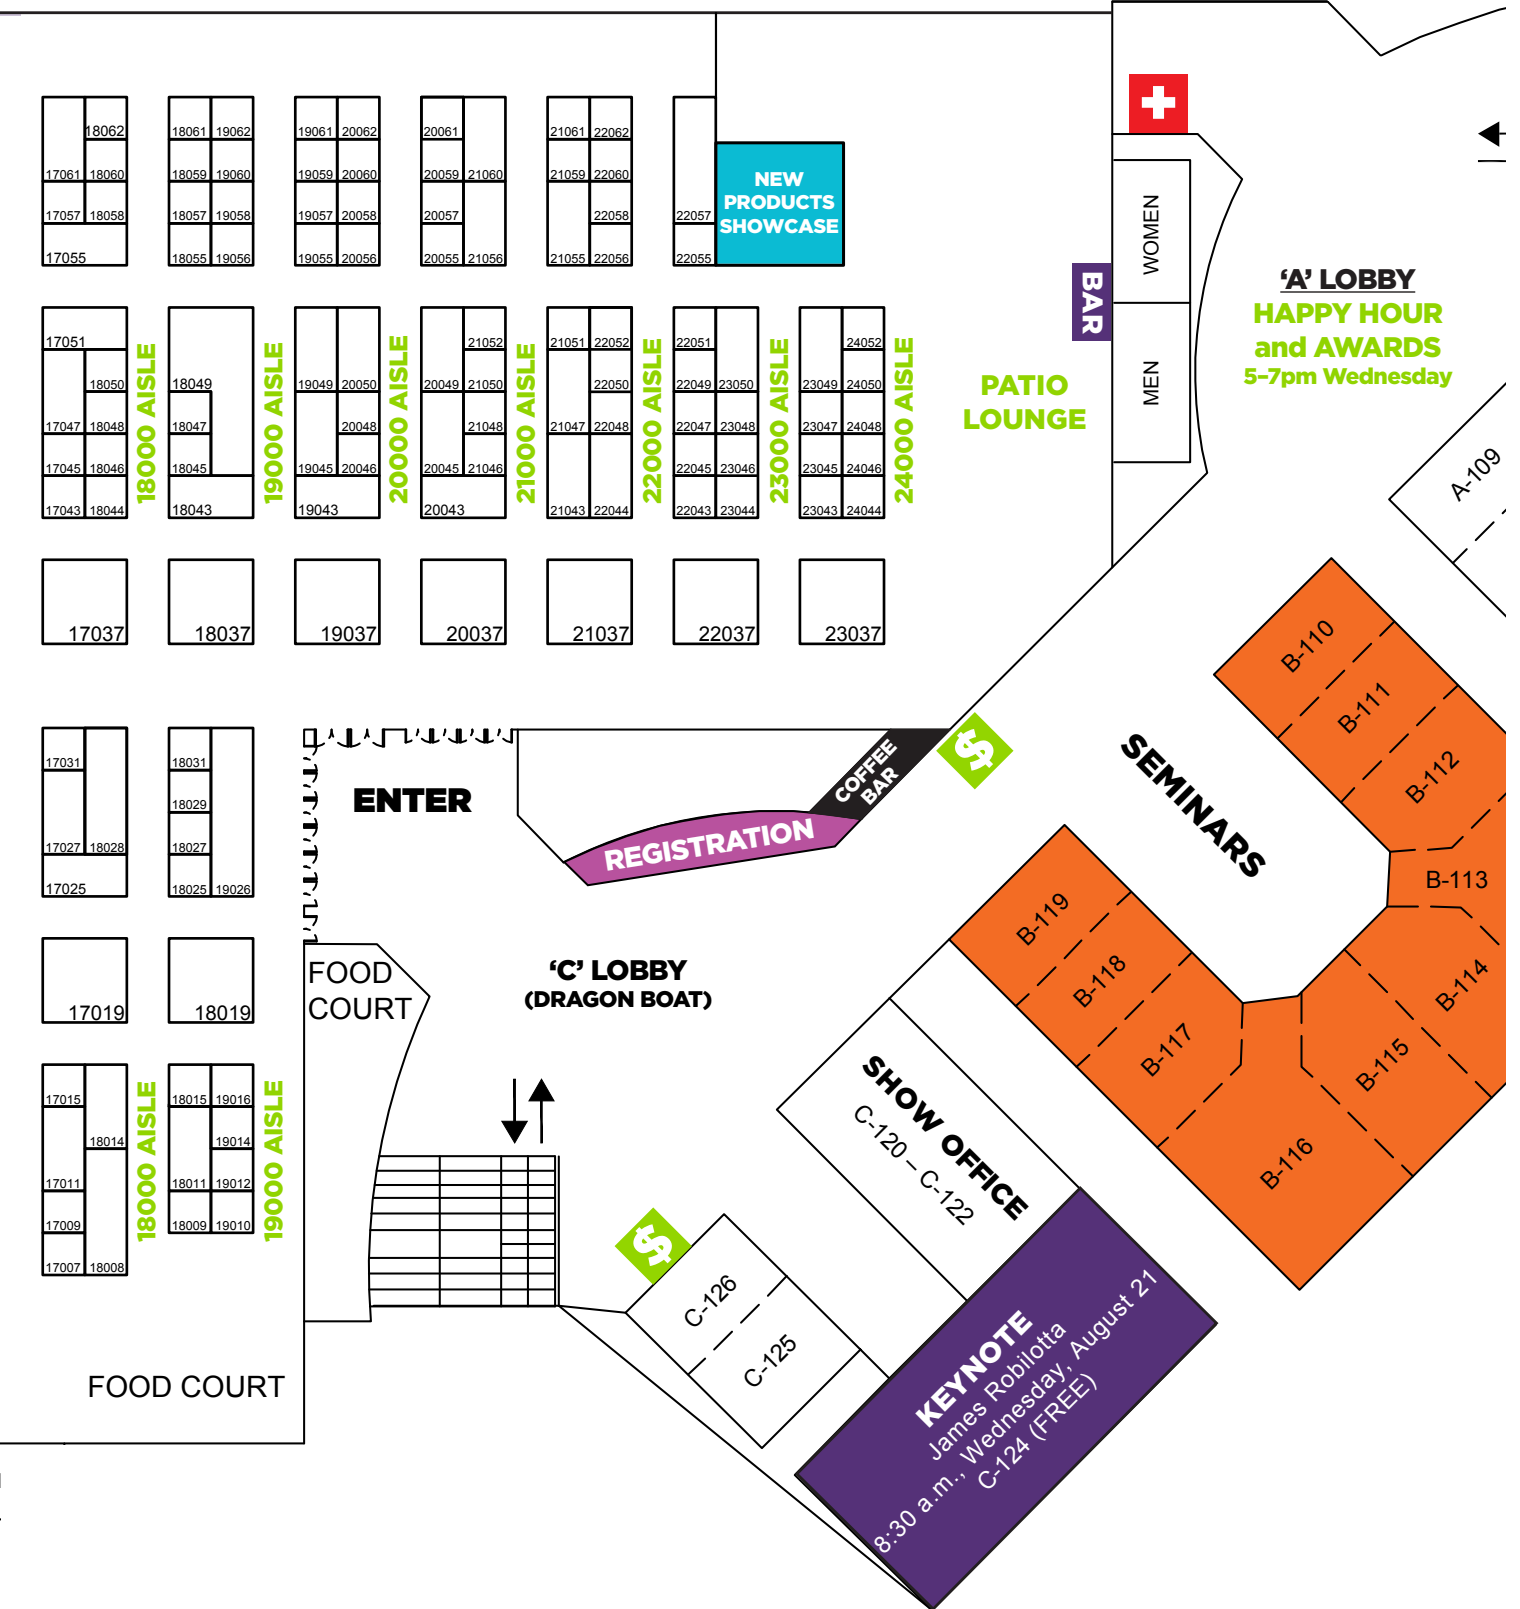 18062
18061 19062
19061 20062
20061
21061 22062
17061 18060
18059 19060
19059 20060
20059 21060
21059 22060
17057 18058
18057 19058
19057 20058
20057
22058
22057
17055
18055 19056
19055 20056
20055 21056
21055 22056
22055
NEW
PRODUCTS
SHOWCASE
WOMEN
BAR
MEN
‘A’ LOBBY
HAPPY HOUR
and AWARDS
5–7pm Wednesday
PATIO
LOUNGE
17051
21052
21051 22052
22051
24052
18050
18049
19049 20050
20049 21050
22050
22049 23050
23049 24050
17047 18048
18047
20048
21048
21047 22048
22047 23048
23047 24048
17045 18046
18045
19045 20046
20045 21046
22045 23046
23045 24046
17043 18044
18043
19043
20043
21043 22044
22043 23044
23043 24044
18000 AISLE
19000 AISLE
20000 AISLE
21000 AISLE
22000 AISLE
23000 AISLE
24000 AISLE
A-109
17037
18037
19037
20037
21037
22037
23037
B-110
B-111
B-112
B-113
B-114
B-115
B-116
B-117
B-118
B-119
SEMINARS
17031
18031
18029
17027 18028
18027
17025
18025 19026
ENTER
COFFEE
BAR
$
REGISTRATION
17019
18019
FOOD
COURT
‘C’ LOBBY
(DRAGON BOAT)
17015
18015 19016
18014
19014
17011
18011 19012
17009
18009 19010
17007 18008
18000 AISLE
19000 AISLE
SHOW OFFICE
C-120 – C-122
$
C-126
C-125
KEYNOTE
James Robilotta
8:30 a.m., Wednesday, August 21
C-124 (FREE)
FOOD COURT